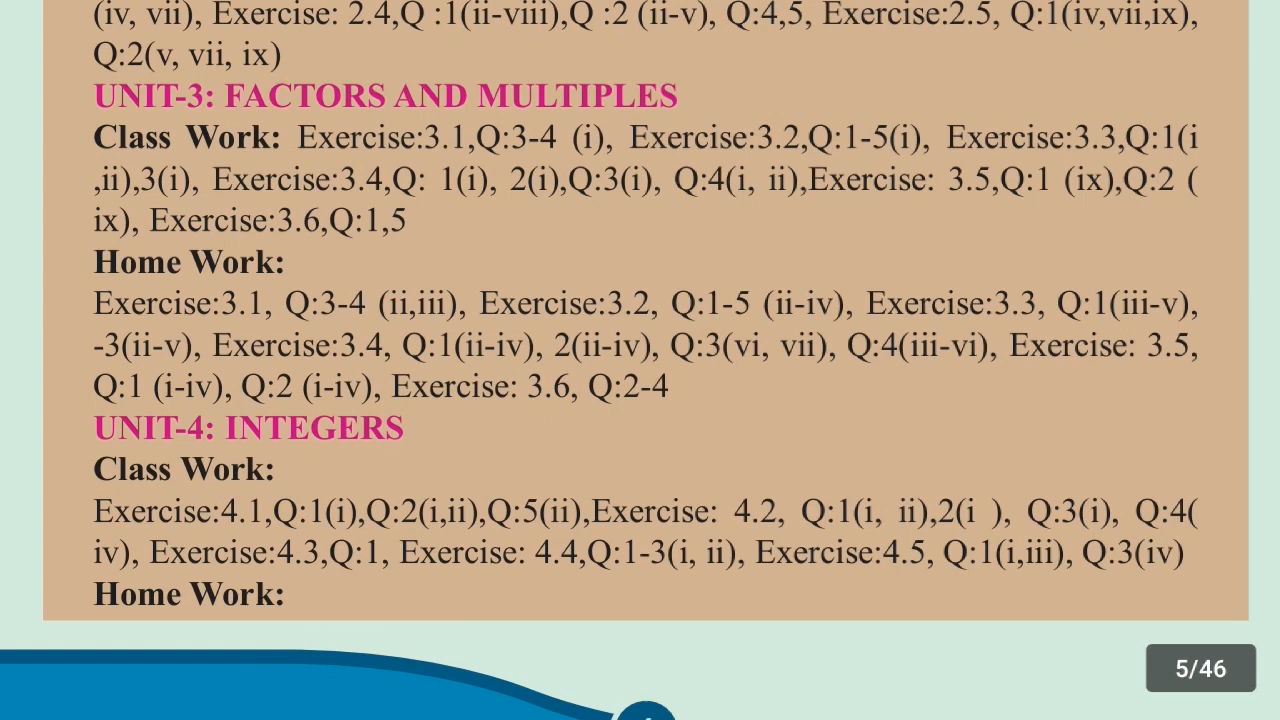 (iv, vii), Exercise: 2.4,Q :1(ii-viii),Q :2 (ii-v), Q:4,5, Exercise:2.5, Q:1(iv,vii,ix),
Q:2(v, vii, ix)
UNIT-3: FACTORS AND MULTIPLES
Class Work: Exercise:3.1,Q:3-4 (i), Exercise:3.2,Q:1-5(i), Exercise:3.3,Q:1(i
,ii),3(i), Exercise:3.4,Q: 1(i), 2(i),Q:3(i), Q:4(i, ii),Exercise: 3.5,Q:1 (ix),Q:2 (
ix), Exercise:3.6,Q:1,5
Home Work:
Exercise:3.1, Q:3-4 (ii,iii), Exercise:3.2, Q:1-5 (ii-iv), Exercise:3.3, Q:1(iii-v),
-3(ii-v), Exercise:3.4, Q:1(ii-iv), 2(ii-iv), Q:3(vi, vii), Q:4(iii-vi), Exercise: 3.5,
Q:1 (i-iv), Q:2 (i-iv), Exercise: 3.6, Q:2-4
UNIT-4: INTEGERS
Class Work:
Exercise:4.1,Q:1(i),Q:2(i,ii),Q:5(ii),Exercise: 4.2, Q:1(i, ii),2(i ), Q:3(i), Q:4(
iv), Exercise:4.3,Q:1, Exercise: 4.4,Q:1-3(i, ii), Exercise:4.5, Q:1(i,iii), Q:3(iv)
Home Work:
5/46